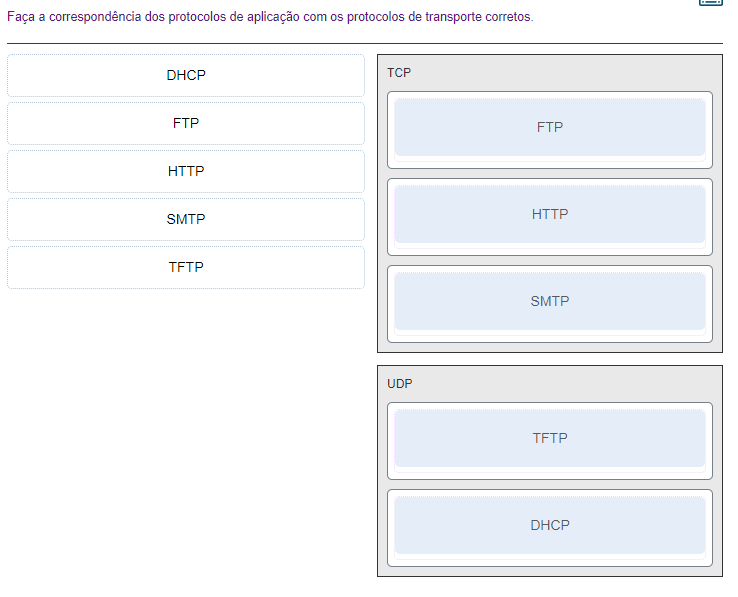 Faça a correspondência dos protocolos de aplicação com os protocolos de transporte corretos.
DHCP
FTP
HTTP
SMTP
TFTP
TCP
FTP
HTTP
SMTP
UDP
TFTP
DHCP